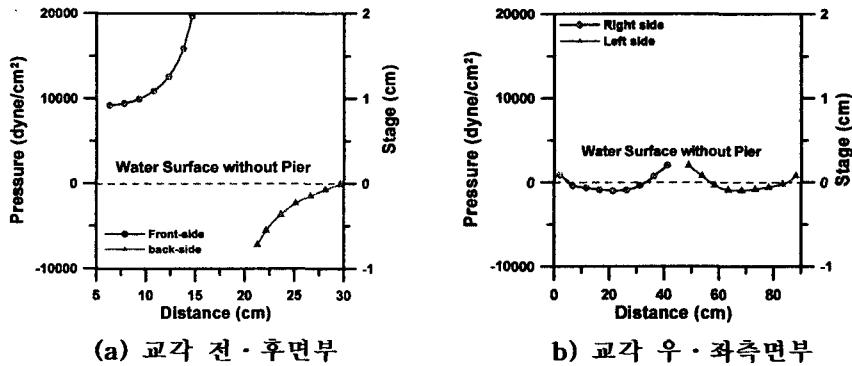 20000
10000
0
-10000
Pressure (dyne/cm²)
2
1
0
-1
Stage (cm)
Water Surface without Pier
Front-side
back-side
5 10 15 20 25 30
Distance (cm)
(a) 교각 전·후면부
20000
10000
0
-10000
Pressure (dyne/cm²)
2
1
0
-1
Stage (cm)
Right side
Left side
Water Surface without Pier
0 20 40 60 80
Distance (cm)
b) 교각 우·좌측면부